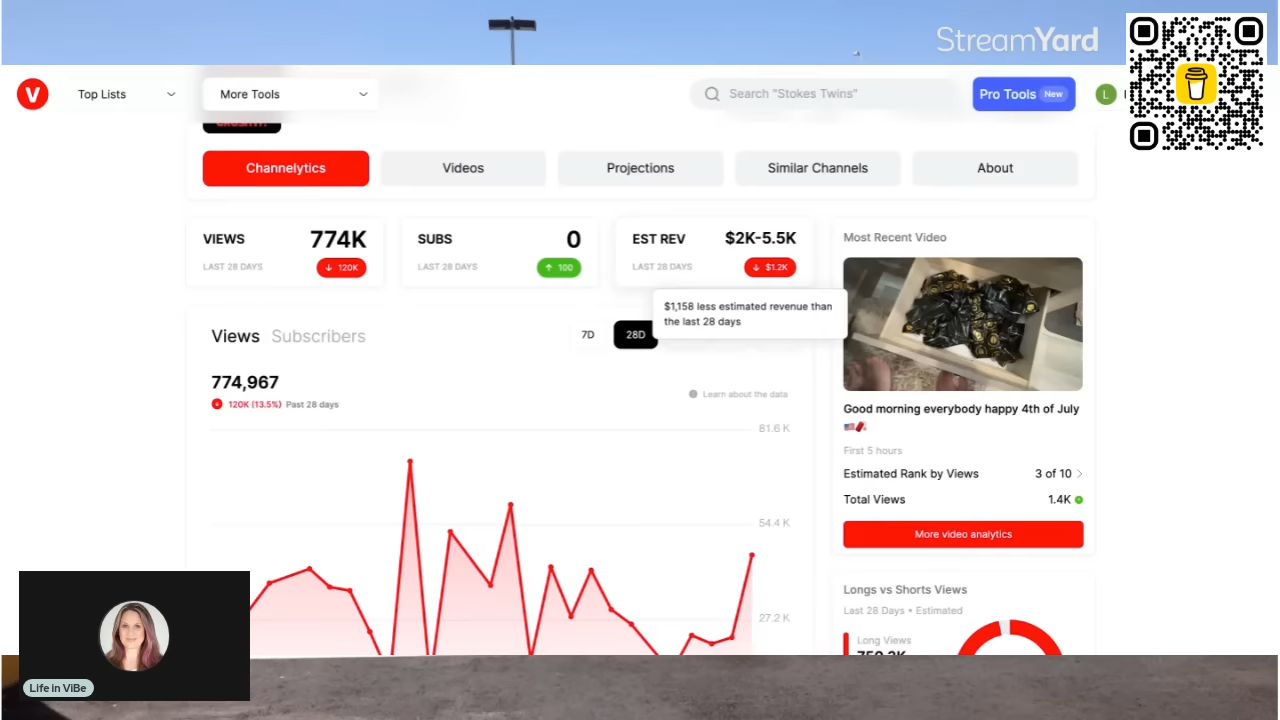 StreamYard
V
Top Lists
More Tools
Search "Stokes Twins"
Pro Tools New
L
Channelytics
Videos
Projections
Similar Channels
About
VIEWS 774K
LAST 28 DAYS 120K
SUBS 0
LAST 28 DAYS 100
EST REV $2K-5.5K
LAST 28 DAYS $1.2K
$1,158 less estimated revenue than
the last 28 days
Views Subscribers
7D 28D
774,967
120K (13.5%) Past 28 days
Learn about the data
81.6 K
54.4 K
27.2 K
Most Recent Video
Good morning everybody happy 4th of July
🇺🇸🧨
First 5 hours
Estimated Rank by Views 3 of 10
Total Views 1.4K
More video analytics
Longs vs Shorts Views
Last 28 Days • Estimated
Long Views
Life in ViBe